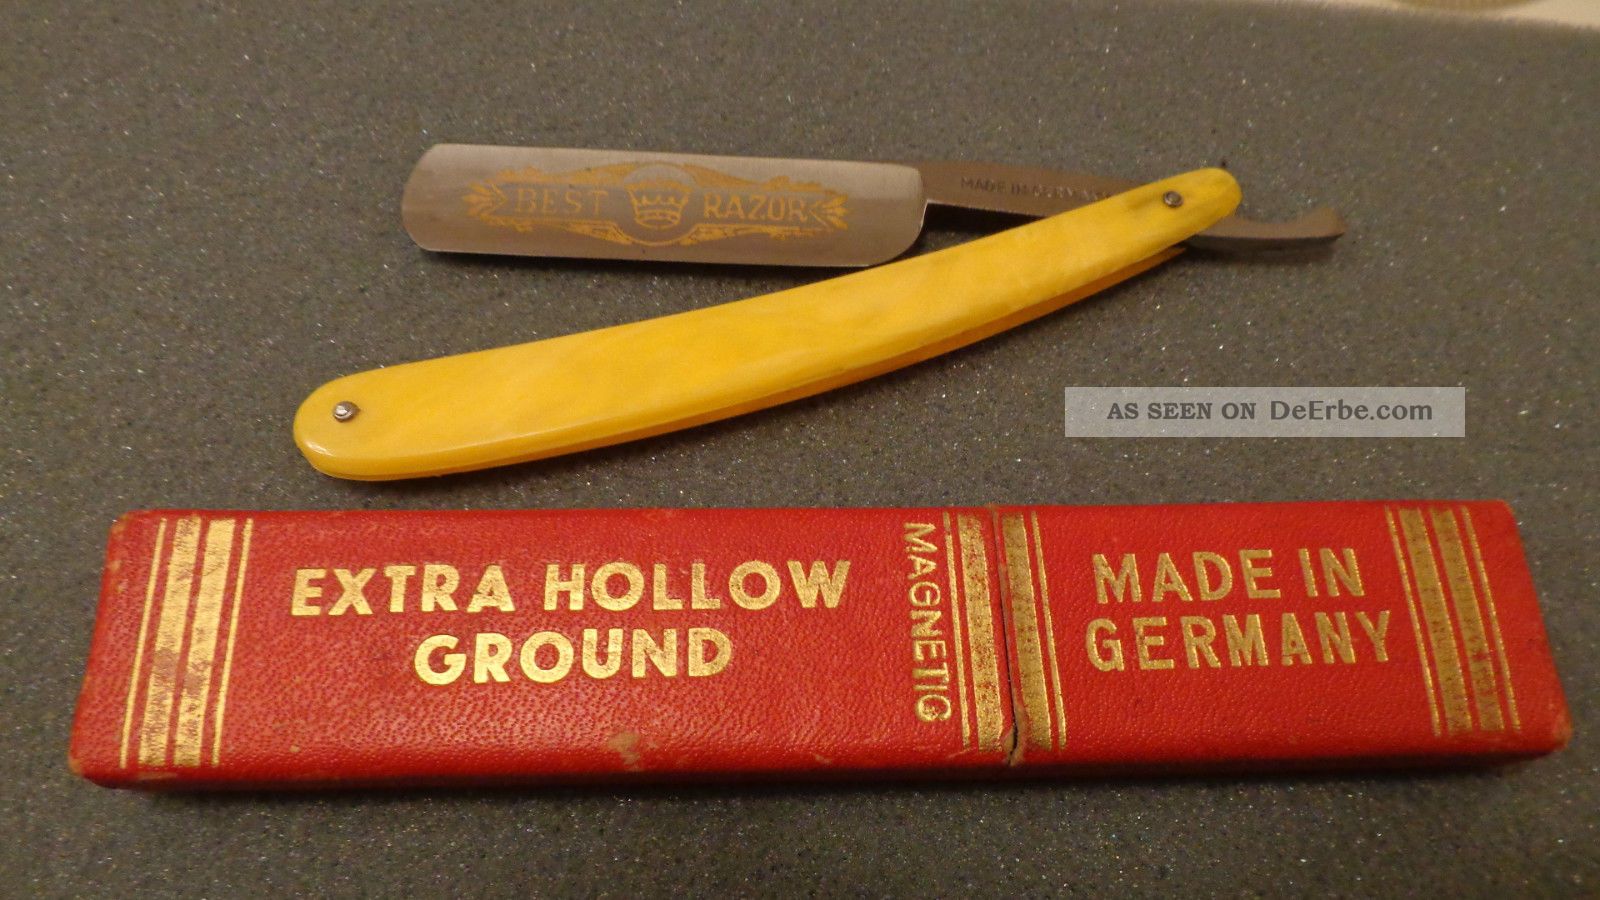 BEST RAZOR
MADE IN GERMANY
AS SEEN ON DeErbe.com
EXTRA HOLLOW
GROUND
MAGNETIC
MADE IN
GERMANY